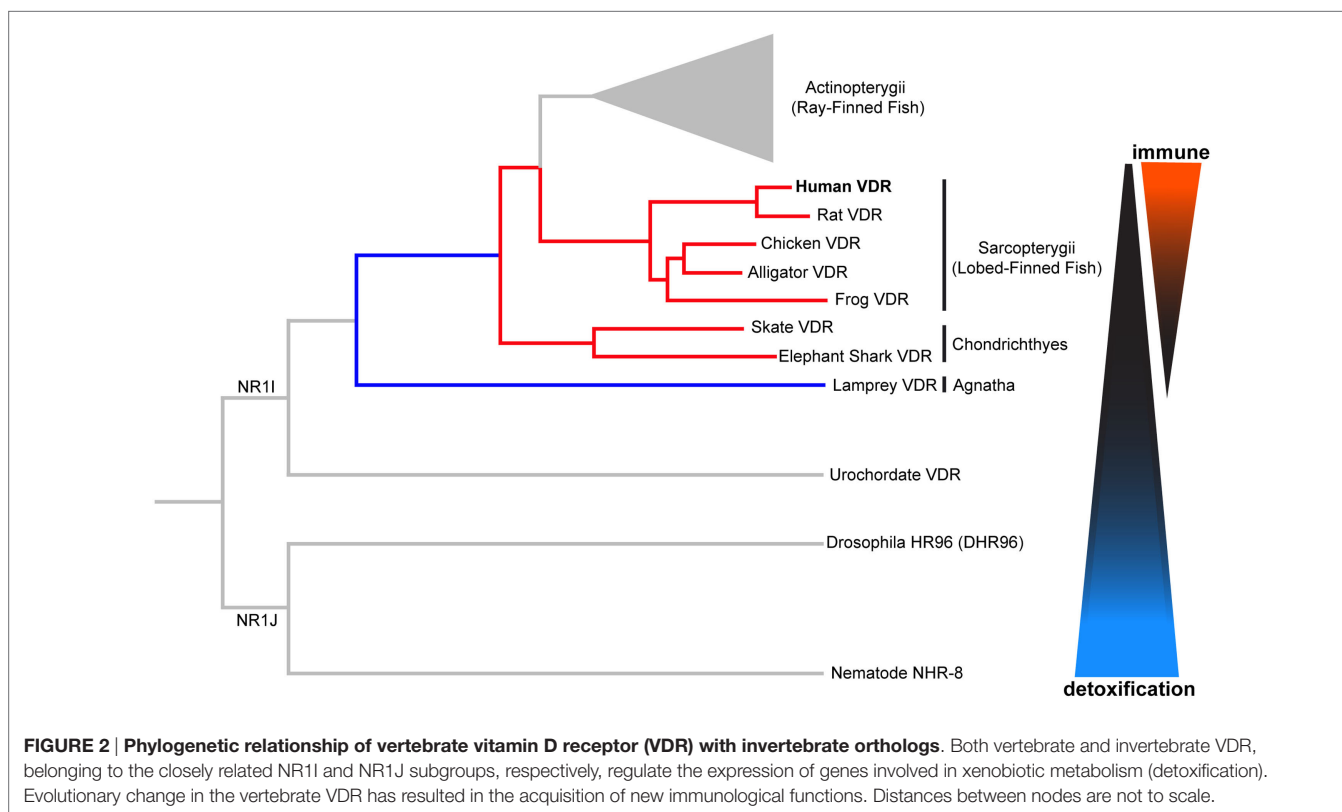 Actinopterygii
(Ray-Finned Fish)
immune
Human VDR
Rat VDR
Chicken VDR
Sarcopterygii
(Lobed-Finned Fish)
Alligator VDR
Frog VDR
Skate VDR
Chondrichthyes
Elephant Shark VDR
NR1I
Lamprey VDR
Agnatha
Urochordate VDR
Drosophila HR96 (DHR96)
NR1J
Nematode NHR-8
detoxification
FIGURE 2 | Phylogenetic relationship of vertebrate vitamin D receptor (VDR) with invertebrate orthologs. Both vertebrate and invertebrate VDR,
belonging to the closely related NR1I and NR1J subgroups, respectively, regulate the expression of genes involved in xenobiotic metabolism (detoxification).
Evolutionary change in the vertebrate VDR has resulted in the acquisition of new immunological functions. Distances between nodes are not to scale.